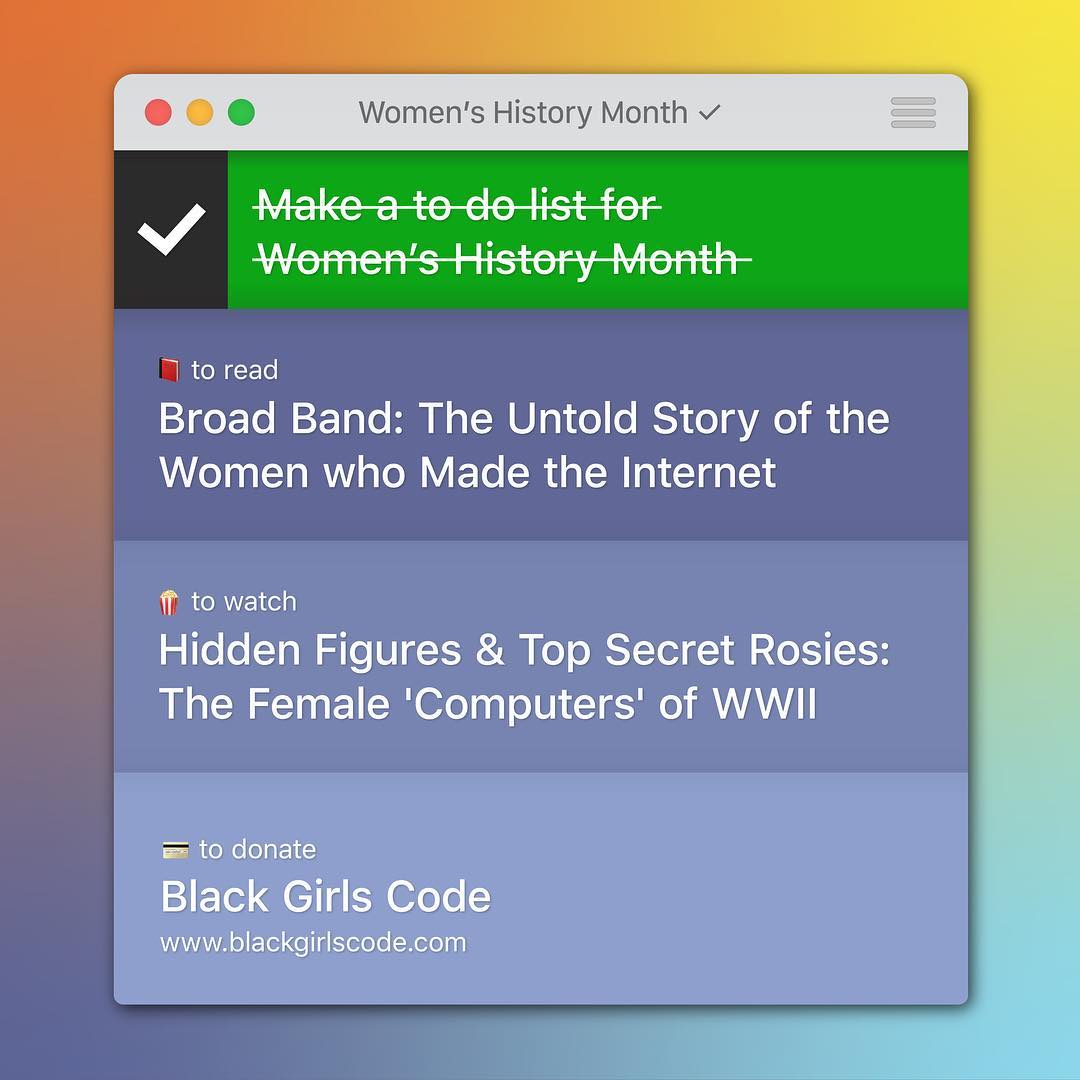 Women's History Month ✓
Make a to do list for
Women's History Month
to read
Broad Band: The Untold Story of the
Women who Made the Internet
to watch
Hidden Figures & Top Secret Rosies:
The Female 'Computers' of WWII
to donate
Black Girls Code
www.blackgirlscode.com